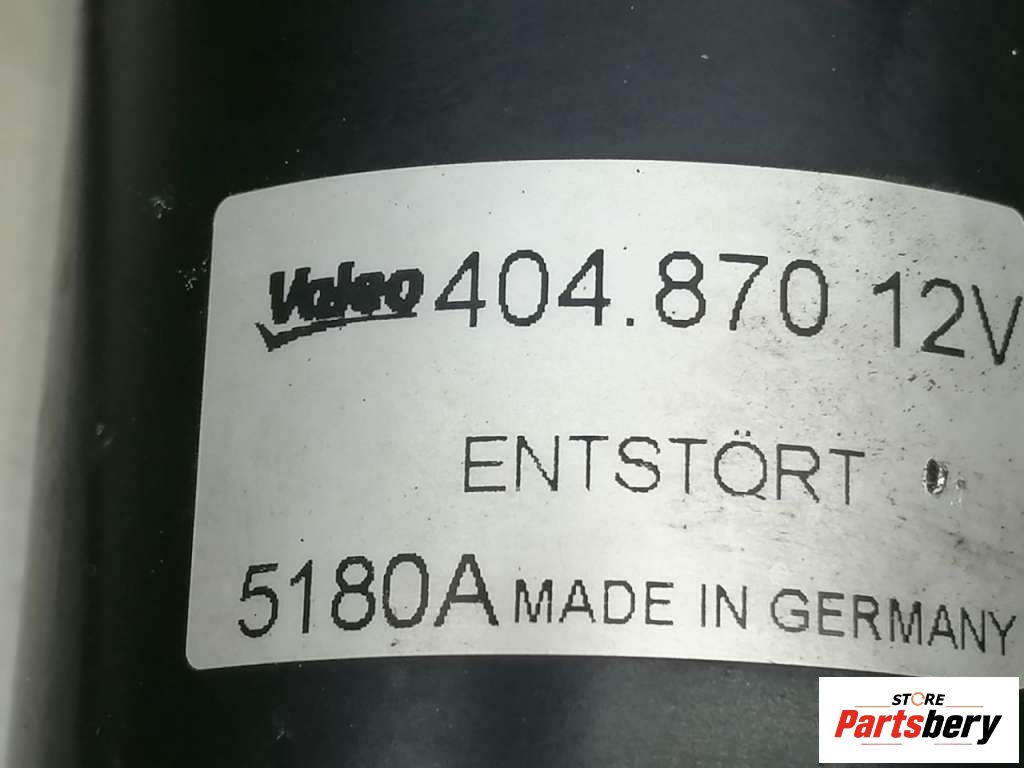 Valeo 404.870 12V
ENTSTÖRT
5180A MADE IN GERMANY
STORE
Partsbery